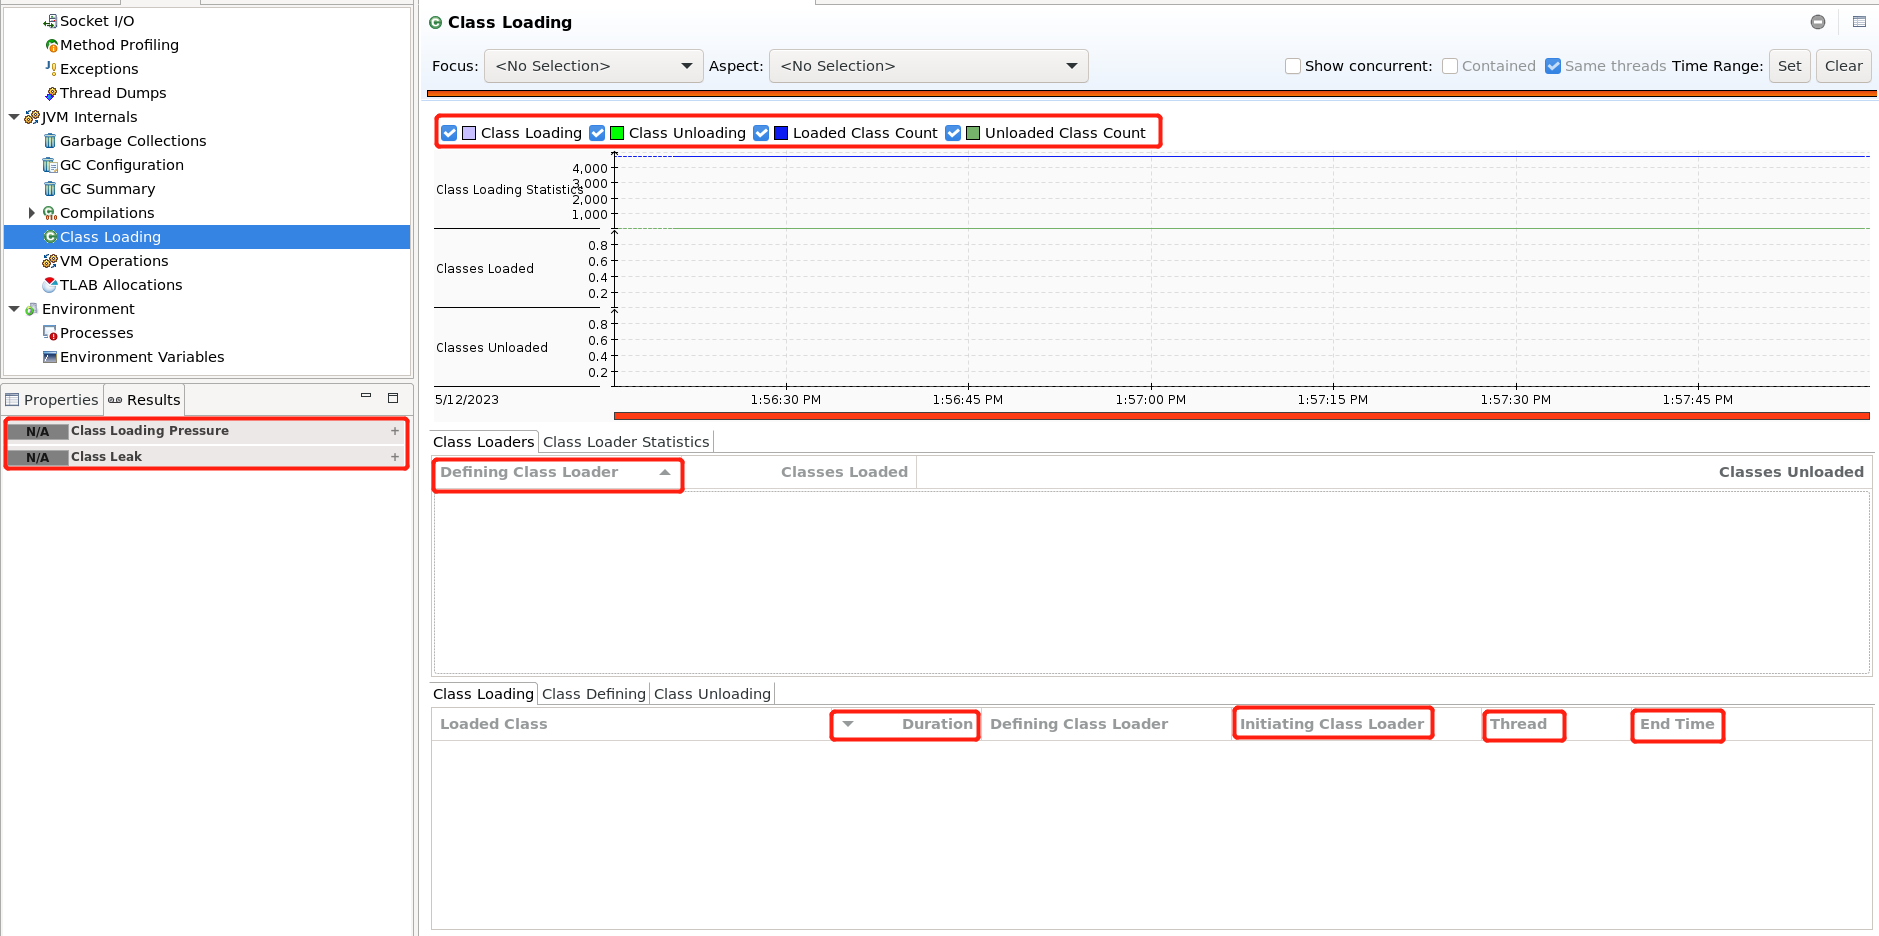 Socket I/O
Method Profiling
Exceptions
Thread Dumps
JVM Internals
Garbage Collections
GC Configuration
GC Summary
Compilations
Class Loading
VM Operations
TLAB Allocations
Environment
Processes
Environment Variables
Properties Results
N/A Class Loading Pressure +
N/A Class Leak +
Class Loading
Focus: <No Selection> Aspect: <No Selection> Show concurrent: Contained Same threads Time Range: Set Clear
Class Loading Class Unloading Loaded Class Count Unloaded Class Count
Class Loading Statistics
4,000
3,000
2,000
1,000
Classes Loaded
0.8
0.6
0.4
0.2
Classes Unloaded
0.8
0.6
0.4
0.2
5/12/2023 1:56:30 PM 1:56:45 PM 1:57:00 PM 1:57:15 PM 1:57:30 PM 1:57:45 PM
Class Loaders Class Loader Statistics
Defining Class Loader Classes Loaded Classes Unloaded
Class Loading Class Defining Class Unloading
Loaded Class Duration Defining Class Loader Initiating Class Loader Thread End Time